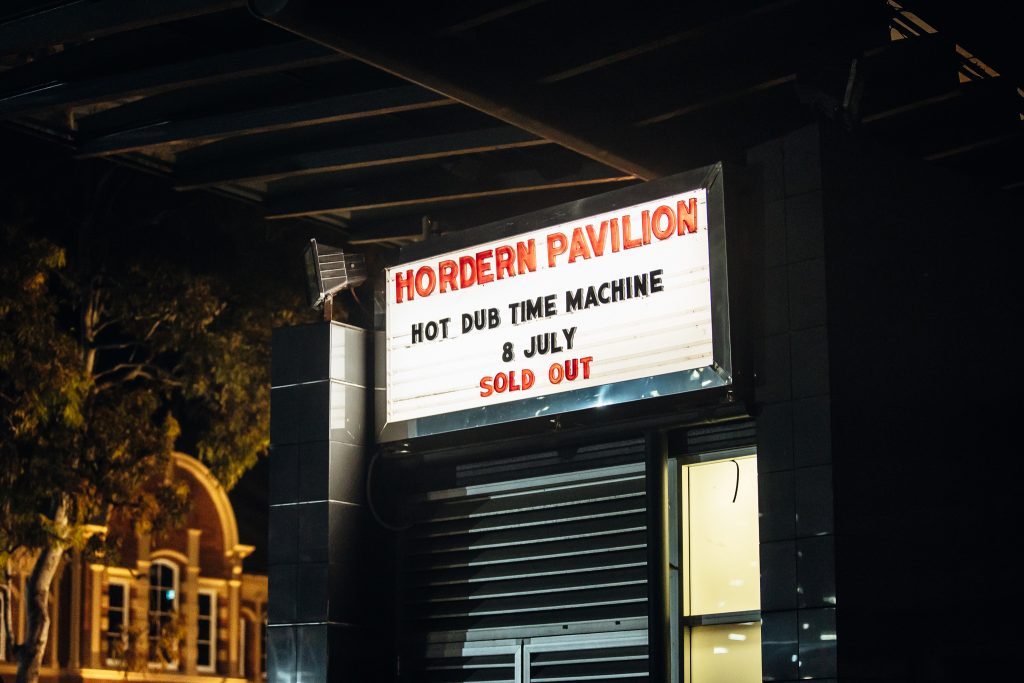 HORDERN PAVILION
HOT DUB TIME MACHINE
8 JULY
SOLD OUT